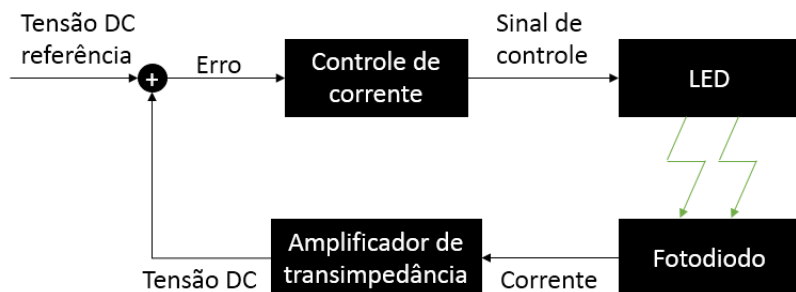 Tensão DC
referência
+
Erro
Controle de
corrente
Sinal de
controle
LED
Tensão DC
Amplificador de
transimpedância
Corrente
Fotodiodo